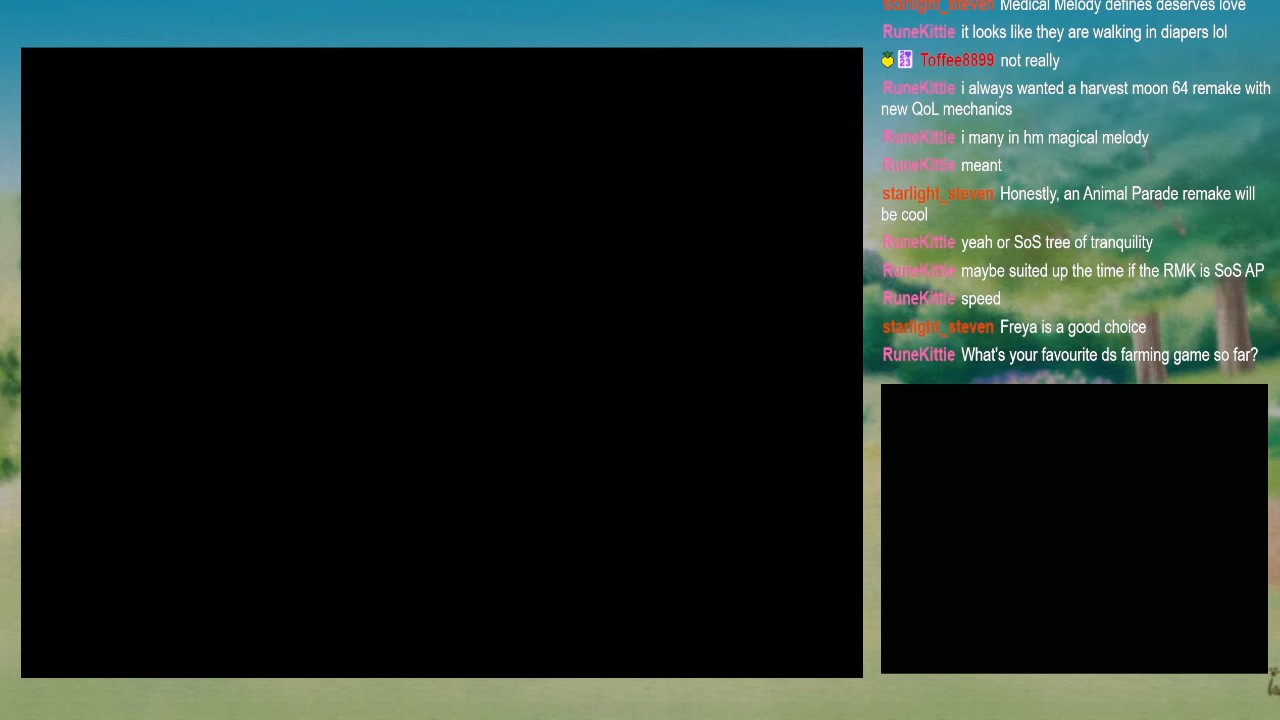 starlight_steven Medical Melody defines deserves love
RuneKittie it looks like they are walking in diapers lol
Toffee8899 not really
RuneKittie i always wanted a harvest moon 64 remake with
new QoL mechanics
RuneKittie i many in hm magical melody
RuneKittie meant
starlight_steven Honestly, an Animal Parade remake will
be cool
RuneKittie yeah or SoS tree of tranquility
RuneKittie maybe suited up the time if the RMK is SoS AP
RuneKittie speed
starlight_steven Freya is a good choice
RuneKittie What's your favourite ds farming game so far?